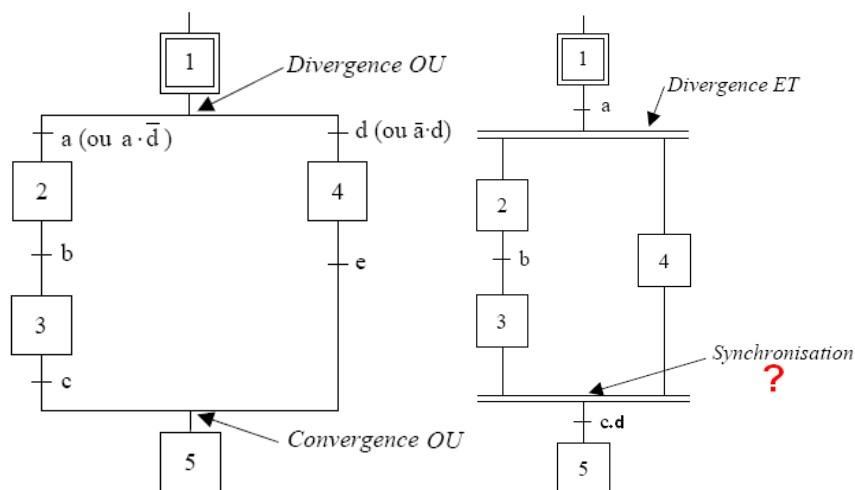 1
Divergence OU
a (ou a · d̅ )
d (ou a̅·d)
2
4
b
e
3
c
Convergence OU
5
1
Divergence ET
a
2
b
4
3
Synchronisation
?
c.d
5